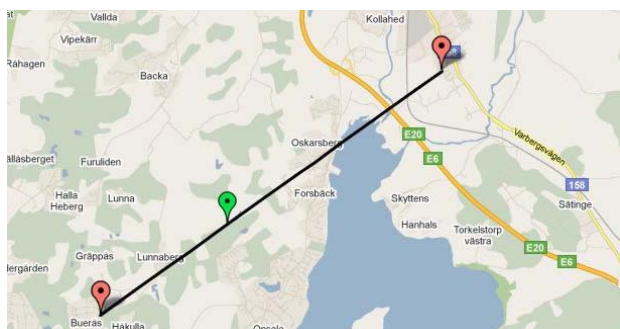 Vallda
Kollahed
Vipekärr
Råhagen
Backa
Oskarsberg
E20
E6
Varbergsvägen
Furuliden
Halla
Heberg
Lunna
Forsbäck
Skyttens
158
Sätinge
Hanhals
Torkelstorp
västra
Gräppås
Lunnaberg
E20
E6
Buerås
Håkulla